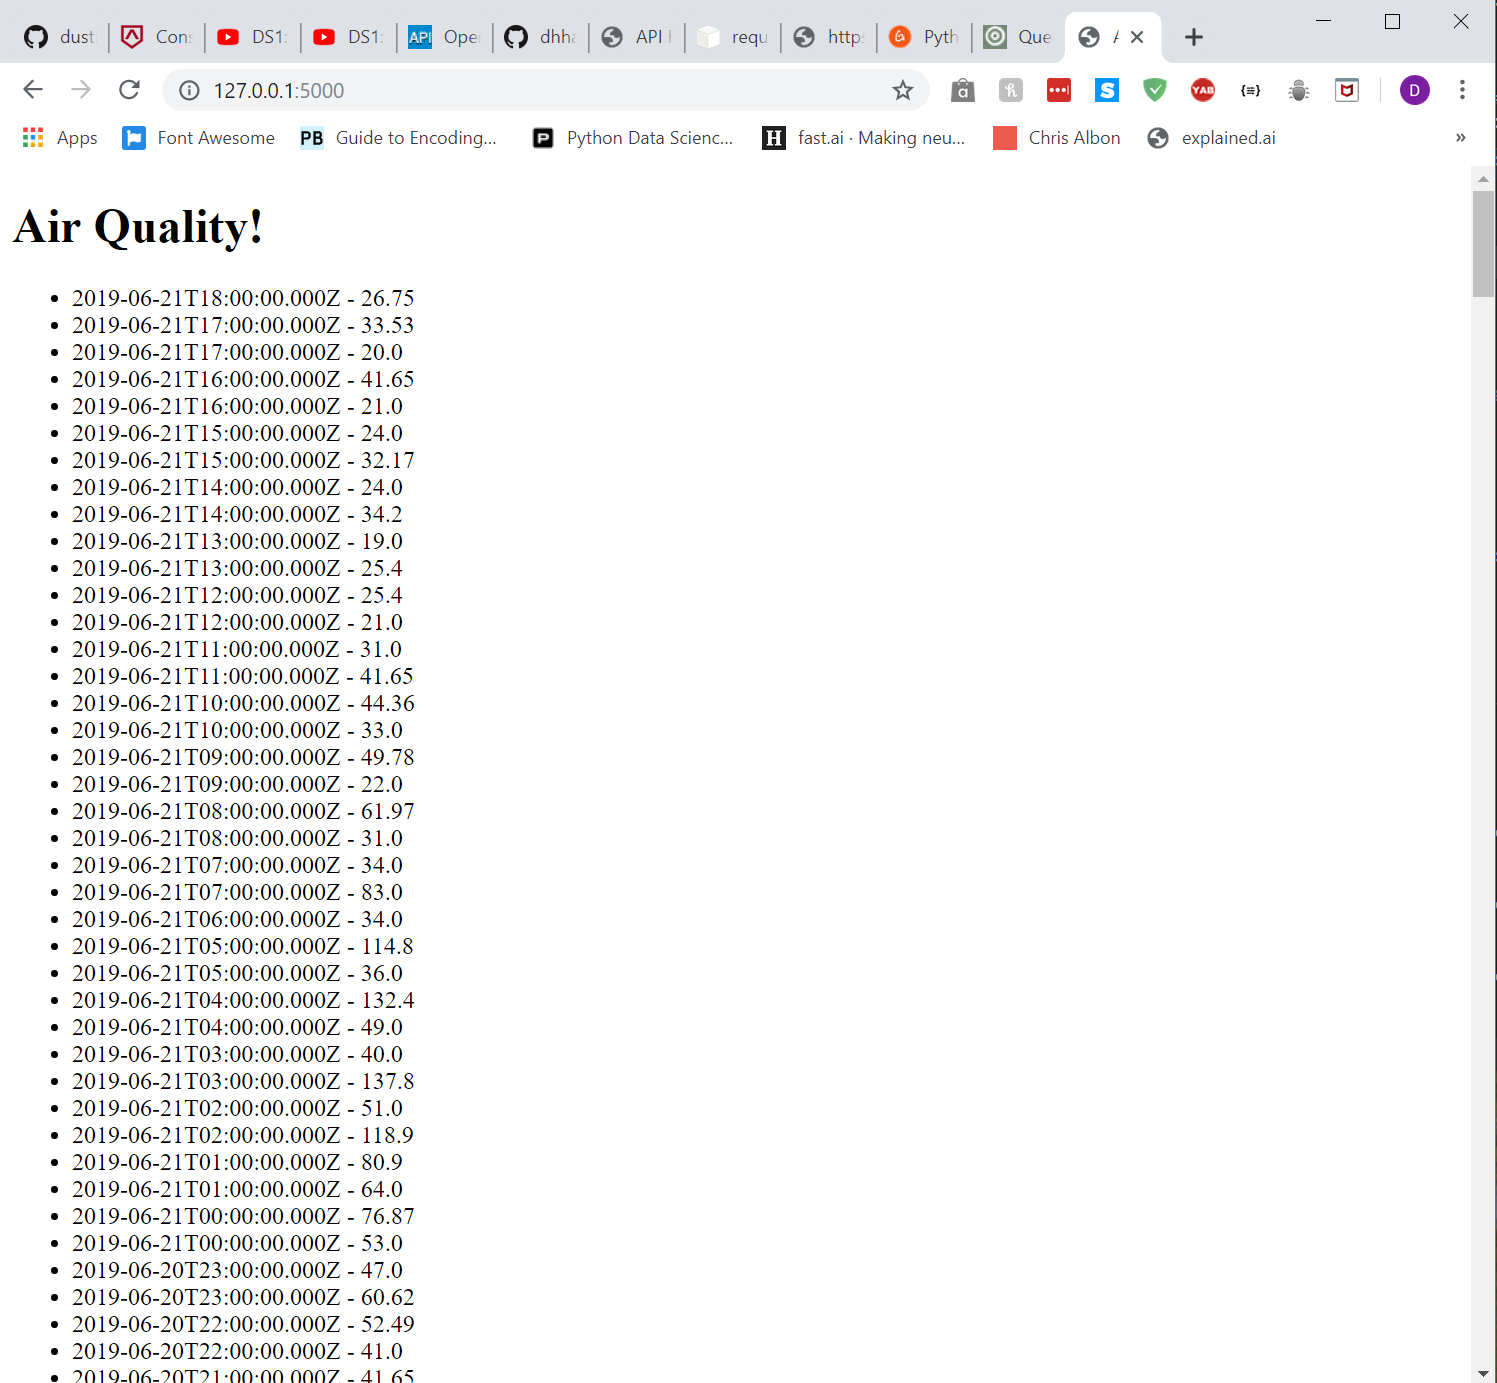 dust Cons DS1: DS1: API Ope dhha API F requ http Pyth Que
127.0.0.1:5000
Apps Font Awesome PB Guide to Encoding... Python Data Scienc... H fast.ai · Making neu... Chris Albon explained.ai »
Air Quality!
2019-06-21T18:00:00.000Z - 26.75
2019-06-21T17:00:00.000Z - 33.53
2019-06-21T17:00:00.000Z - 20.0
2019-06-21T16:00:00.000Z - 41.65
2019-06-21T16:00:00.000Z - 21.0
2019-06-21T15:00:00.000Z - 24.0
2019-06-21T15:00:00.000Z - 32.17
2019-06-21T14:00:00.000Z - 24.0
2019-06-21T14:00:00.000Z - 34.2
2019-06-21T13:00:00.000Z - 19.0
2019-06-21T13:00:00.000Z - 25.4
2019-06-21T12:00:00.000Z - 25.4
2019-06-21T12:00:00.000Z - 21.0
2019-06-21T11:00:00.000Z - 31.0
2019-06-21T11:00:00.000Z - 41.65
2019-06-21T10:00:00.000Z - 44.36
2019-06-21T10:00:00.000Z - 33.0
2019-06-21T09:00:00.000Z - 49.78
2019-06-21T09:00:00.000Z - 22.0
2019-06-21T08:00:00.000Z - 61.97
2019-06-21T08:00:00.000Z - 31.0
2019-06-21T07:00:00.000Z - 34.0
2019-06-21T07:00:00.000Z - 83.0
2019-06-21T06:00:00.000Z - 34.0
2019-06-21T05:00:00.000Z - 114.8
2019-06-21T05:00:00.000Z - 36.0
2019-06-21T04:00:00.000Z - 132.4
2019-06-21T04:00:00.000Z - 49.0
2019-06-21T03:00:00.000Z - 40.0
2019-06-21T03:00:00.000Z - 137.8
2019-06-21T02:00:00.000Z - 51.0
2019-06-21T02:00:00.000Z - 118.9
2019-06-21T01:00:00.000Z - 80.9
2019-06-21T01:00:00.000Z - 64.0
2019-06-21T00:00:00.000Z - 76.87
2019-06-21T00:00:00.000Z - 53.0
2019-06-20T23:00:00.000Z - 47.0
2019-06-20T23:00:00.000Z - 60.62
2019-06-20T22:00:00.000Z - 52.49
2019-06-20T22:00:00.000Z - 41.0
2019-06-20T21:00:00.000Z - 41.65